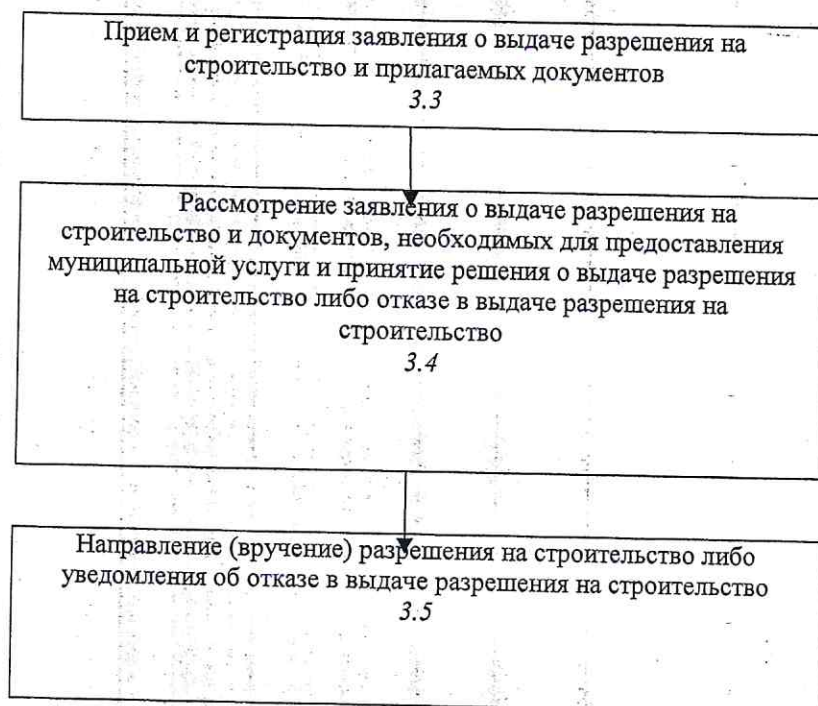 Прием и регистрация заявления о выдаче разрешения на
строительство и прилагаемых документов
3.3
Рассмотрение заявления о выдаче разрешения на
строительство и документов, необходимых для предоставления
муниципальной услуги и принятие решения о выдаче разрешения
на строительство либо отказе в выдаче разрешения на
строительство
3.4
Направление (вручение) разрешения на строительство либо
уведомления об отказе в выдаче разрешения на строительство
3.5